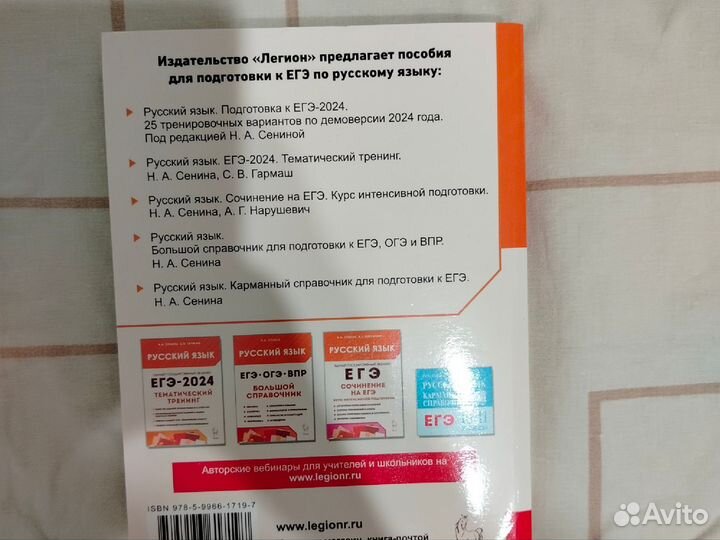 Издательство «Легион» предлагает пособия
для подготовки к ЕГЭ по русскому языку:
Русский язык. Подготовка к ЕГЭ-2024.
25 тренировочных вариантов по демоверсии 2024 года.
Под редакцией Н. А. Сениной
Русский язык. ЕГЭ-2024. Тематический тренинг.
Н. А. Сенина, С. В. Гармаш
Русский язык. Сочинение на ЕГЭ. Курс интенсивной подготовки.
Н. А. Сенина, А. Г. Нарушевич
Русский язык.
Большой справочник для подготовки к ЕГЭ, ОГЭ и ВПР.
Н. А. Сенина
Русский язык. Карманный справочник для подготовки к ЕГЭ.
Н. А. Сенина
РУССКИЙ ЯЗЫК
ЕГЭ-2024
ТЕМАТИЧЕСКИЙ
ТРЕНИНГ
РУССКИЙ ЯЗЫК
ЕГЭ·ОГЭ·ВПР
БОЛЬШОЙ
СПРАВОЧНИК
РУССКИЙ ЯЗЫК
ЕГЭ
СОЧИНЕНИЕ
НА ЕГЭ
КАРМАННЫЙ
СПРАВОЧНИК
ЕГЭ
Авторские вебинары для учителей и школьников на
www.legionr.ru
ISBN 978-5-9966-1719-7
www.legionr.ru
книга-почтой
Avito